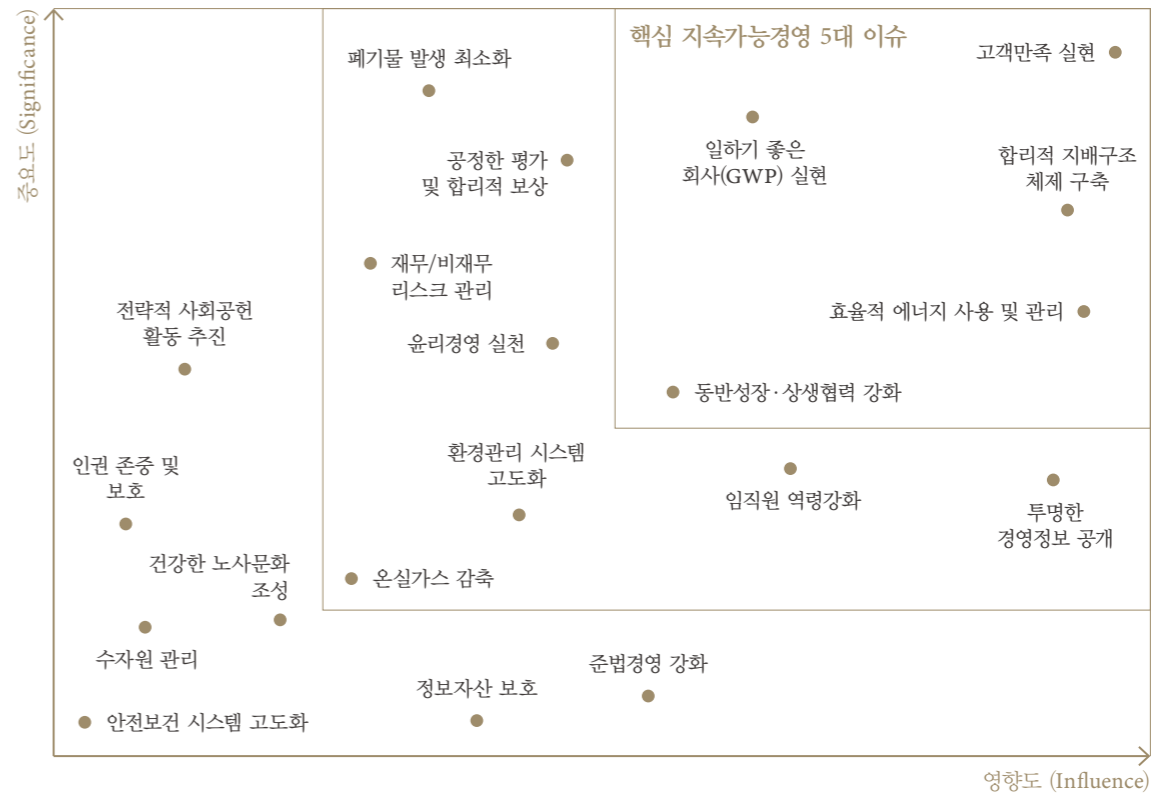 중요도 (Significance)
핵심 지속가능경영 5대 이슈
고객만족 실현
폐기물 발생 최소화
일하기 좋은
회사(GWP) 실현
합리적 지배구조
체제 구축
공정한 평가
및 합리적 보상
재무/비재무
리스크 관리
전략적 사회공헌
활동 추진
효율적 에너지 사용 및 관리
윤리경영 실천
동반성장·상생협력 강화
환경관리 시스템
고도화
인권 존중 및
보호
임직원 역령강화
투명한
경영정보 공개
건강한 노사문화
조성
온실가스 감축
수자원 관리
준법경영 강화
정보자산 보호
안전보건 시스템 고도화
영향도 (Influence)